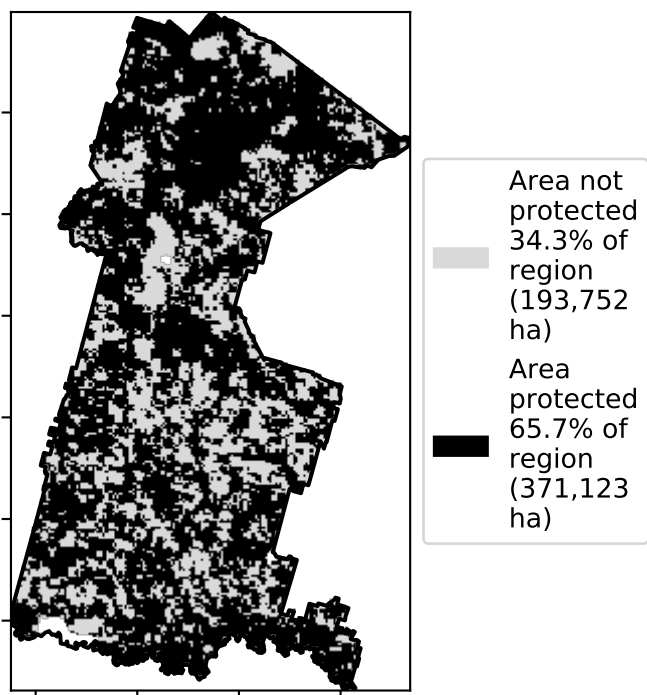 Area not
protected
34.3% of
region
(193,752
ha)
Area
protected
65.7% of
region
(371,123
ha)